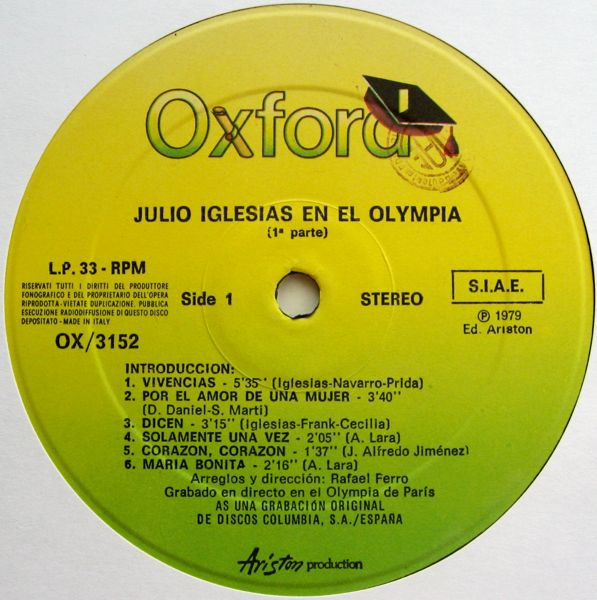 Oxford
JULIO IGLESIAS EN EL OLYMPIA
(1ª parte)
L.P. 33 - RPM
RISERVATI TUTTI I DIRITTI DEL PRODUTTORE
FONOGRAFICO E DEL PROPRIETARIO DELL'OPERA
RIPRODOTTA - VIETATE DUPLICAZIONE, PUBBLICA
ESECUZIONE RADIODIFFUSIONE DI QUESTO DISCO
DEPOSITATO - MADE IN ITALY
OX/3152
Side 1
STEREO
S.I.A.E.
℗ 1979
Ed. Ariston
INTRODUCCION:
1. VIVENCIAS - 5'35'' (Iglesias-Navarro-Prida)
2. POR EL AMOR DE UNA MUJER - 3'40''
(D. Daniel-S. Marti)
3. DICEN - 3'15'' (Iglesias-Frank-Cecilia)
4. SOLAMENTE UNA VEZ - 2'05'' (A. Lara)
5. CORAZON, CORAZON - 1'37'' (J. Alfredo Jiménez)
6. MARIA BONITA - 2'16'' (A. Lara)
Arreglos y dirección: Rafael Ferro
Grabado en directo en el Olympia de París
AS UNA GRABACIÓN ORIGINAL
DE DISCOS COLUMBIA, S.A./ESPAÑA
Ariston production